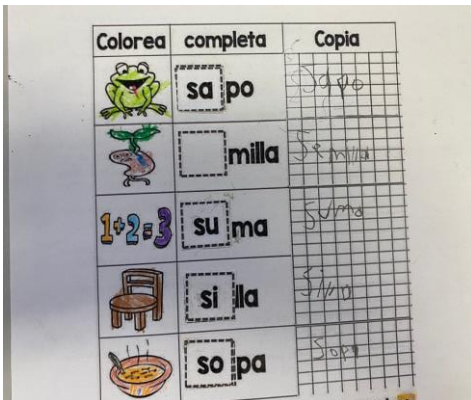 Colorea completa Copia
sa po Sapo
milla Semilla
1+2=3 su ma Suma
si lla Silla
so pa Sopa